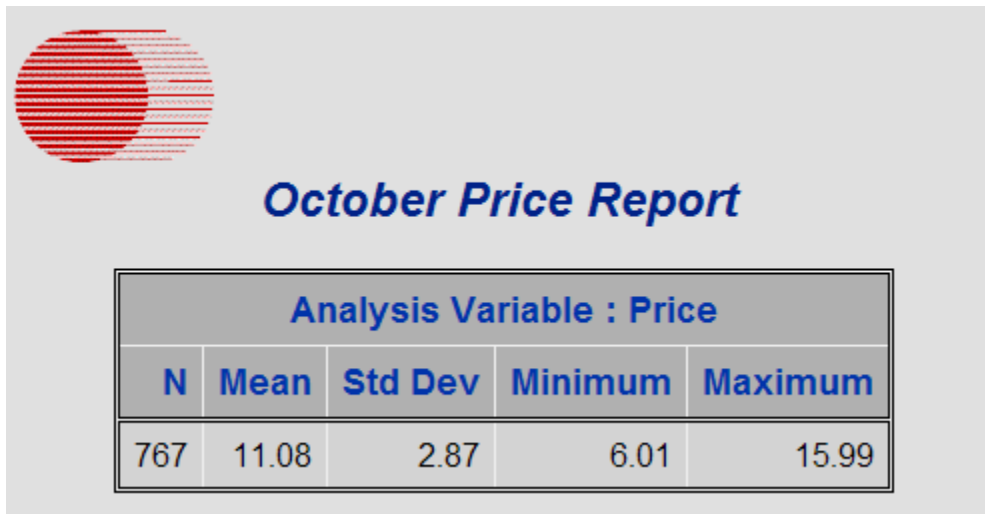 October Price Report
Analysis Variable : Price
N Mean Std Dev Minimum Maximum
767 11.08 2.87 6.01 15.99